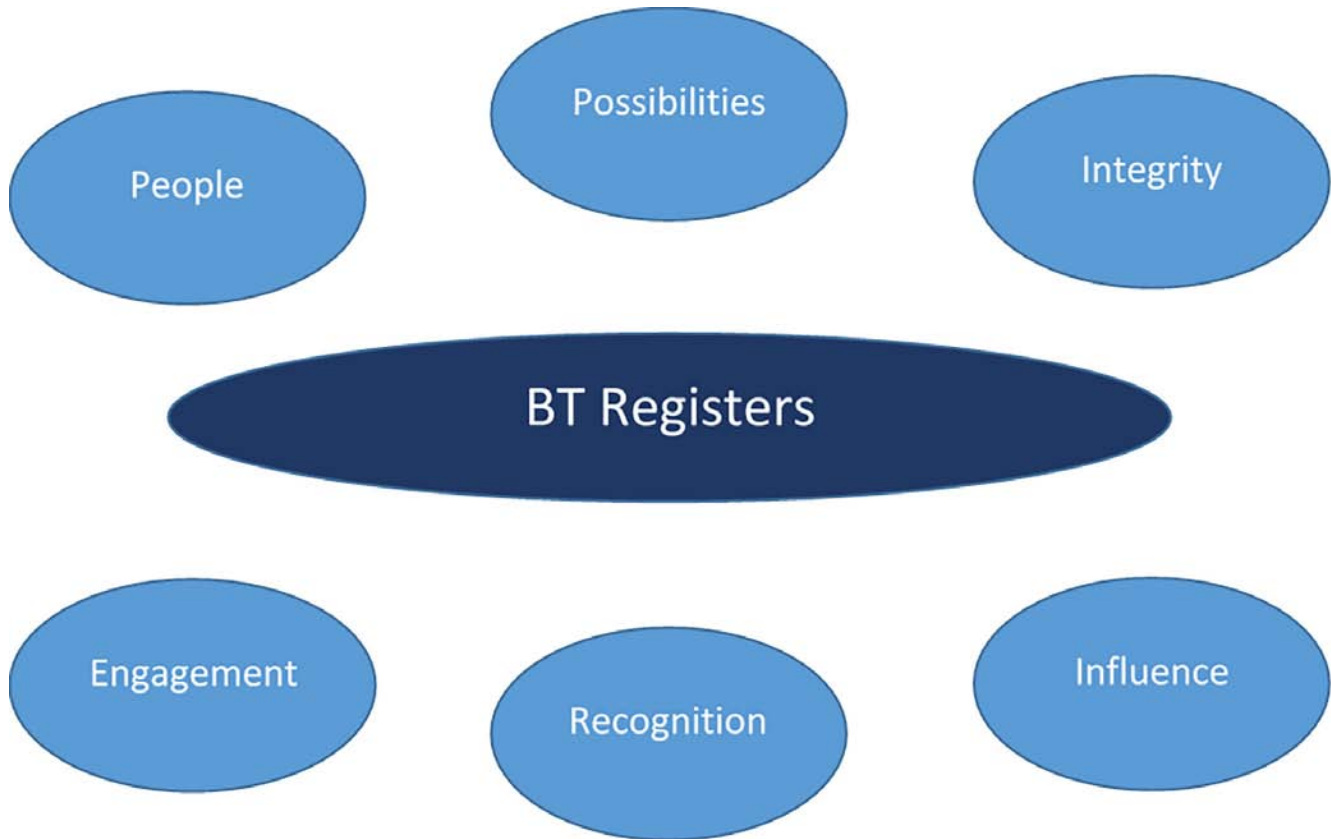 Possibilities
People
Integrity
BT Registers
Engagement
Recognition
Influence